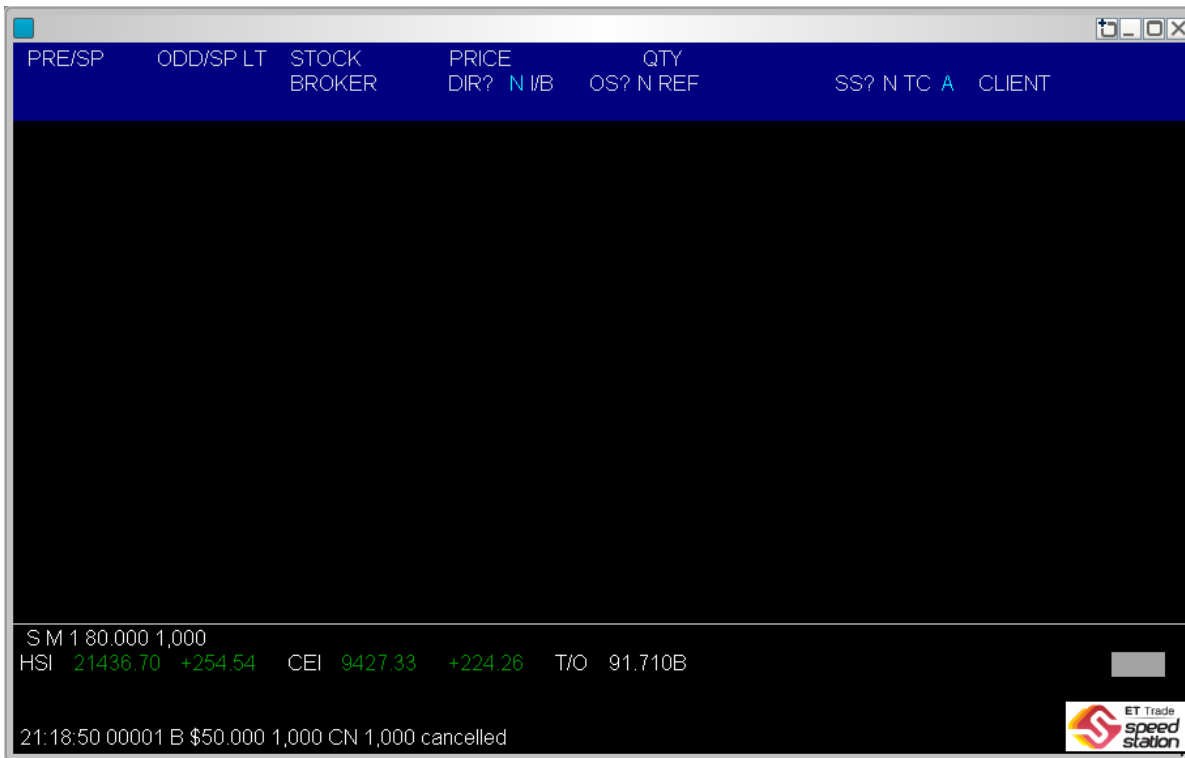 PRE/SP ODD/SP LT STOCK PRICE QTY
BROKER DIR? N I/B OS? N REF SS? N TC A CLIENT
S M 1 80.000 1,000
HSI 21436.70 +254.54 CEI 9427.33 +224.26 T/O 91.710B
21:18:50 00001 B $50.000 1,000 CN 1,000 cancelled
ET Trade
speed
station